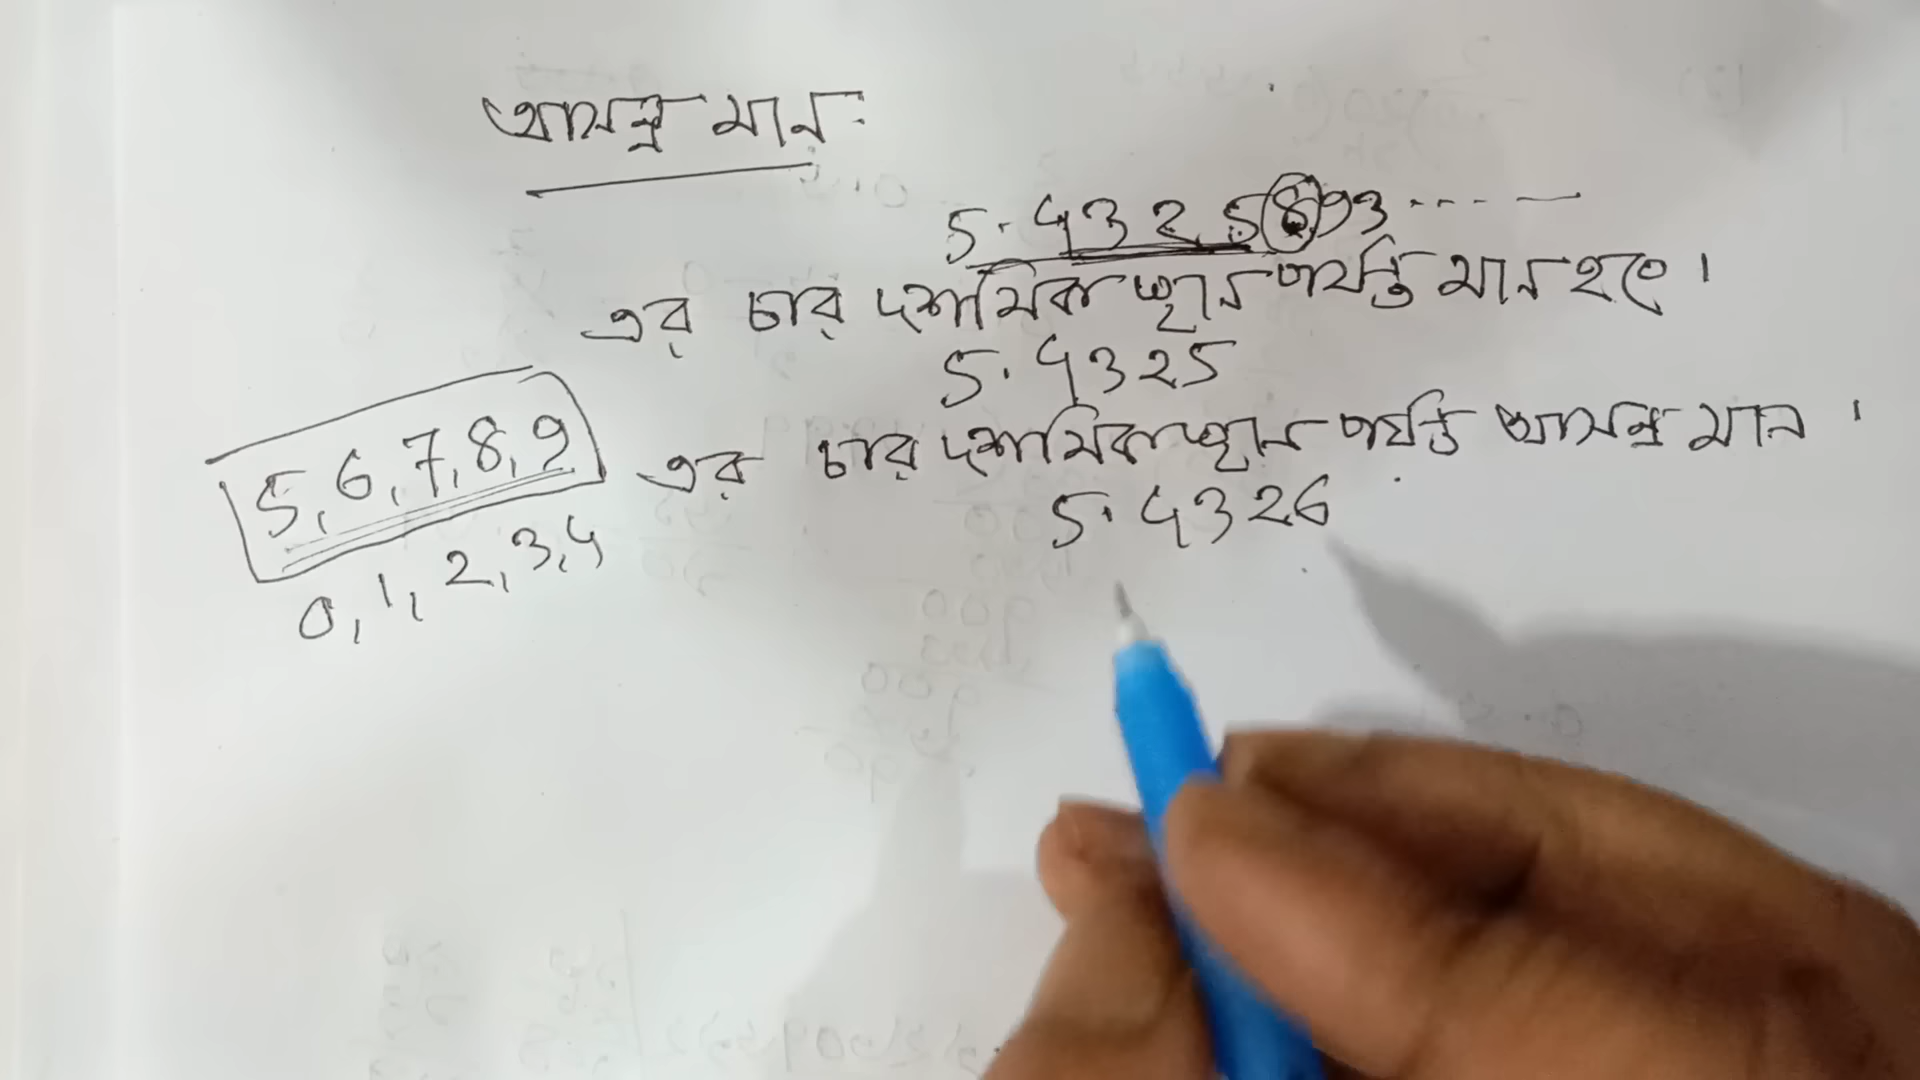 আসন্ন মান:
5.4325893.....
এর চার দশমিক স্থান পর্যন্ত মান হবে।
5.4325
এর চার দশমিক স্থান পর্যন্ত আসন্ন মান।
5.4326
5,6,7,8,9
0,1,2,3,4